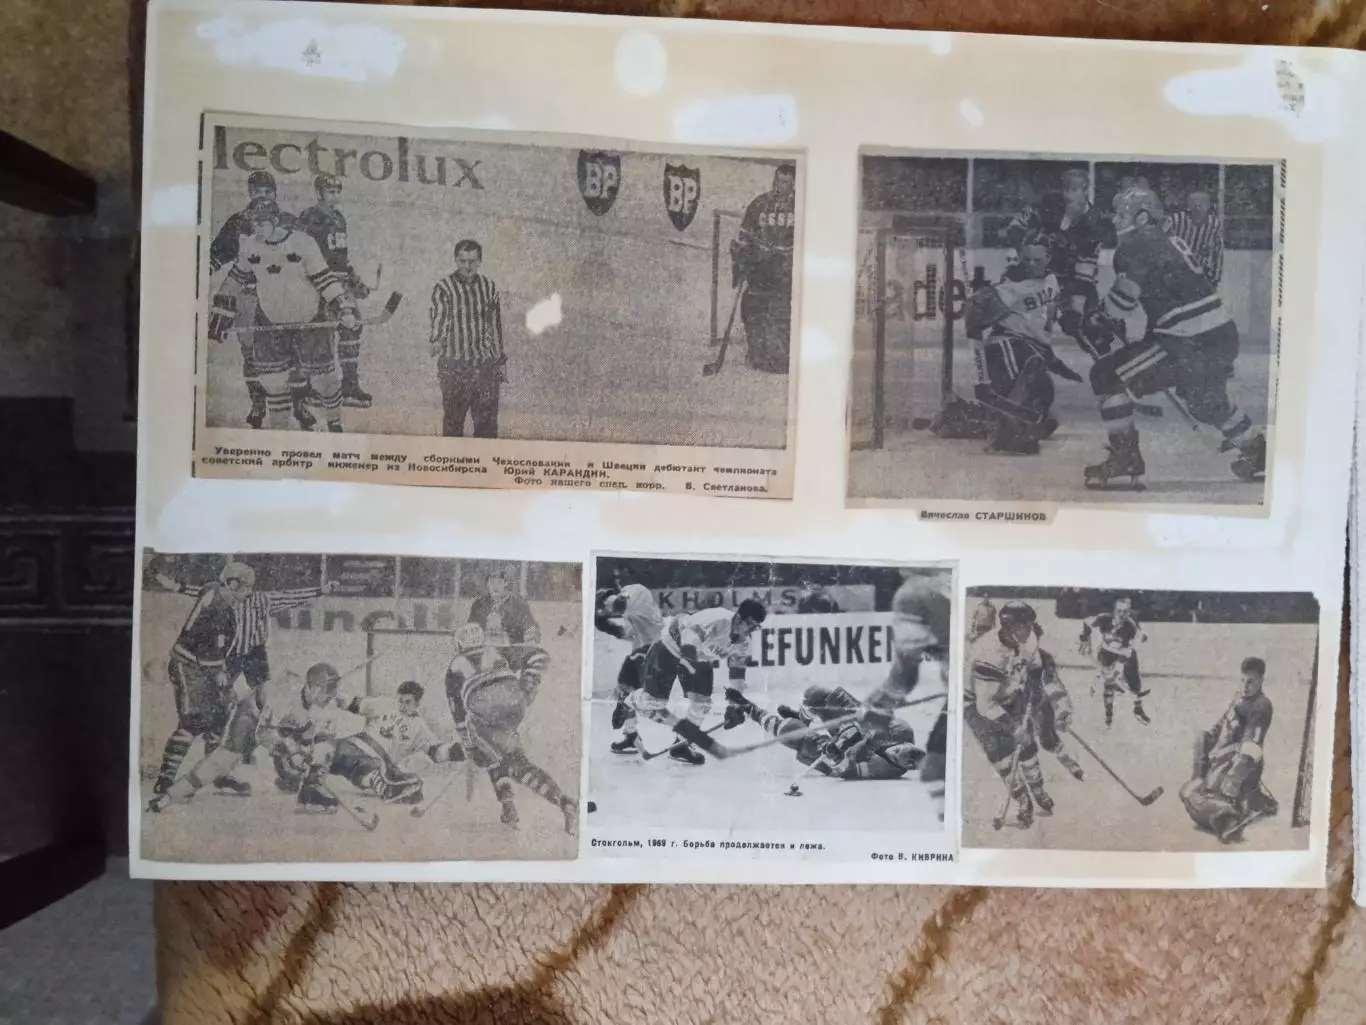 lectrolux
BP
BP
СССР
Уверенно провел матч между сборными Чехословакии и Швеции дебютант чемпионата
советский арбитр инженер из Новосибирска Юрий КАРАНДИН.
Фото нашего спец. корр. В. Светланова.
Вячеслав СТАРШИНОВ
KHOLMS
LEFUNKEN
Стокгольм, 1969 г. Борьба продолжается и лежа.
Фото В. КИВРИНА